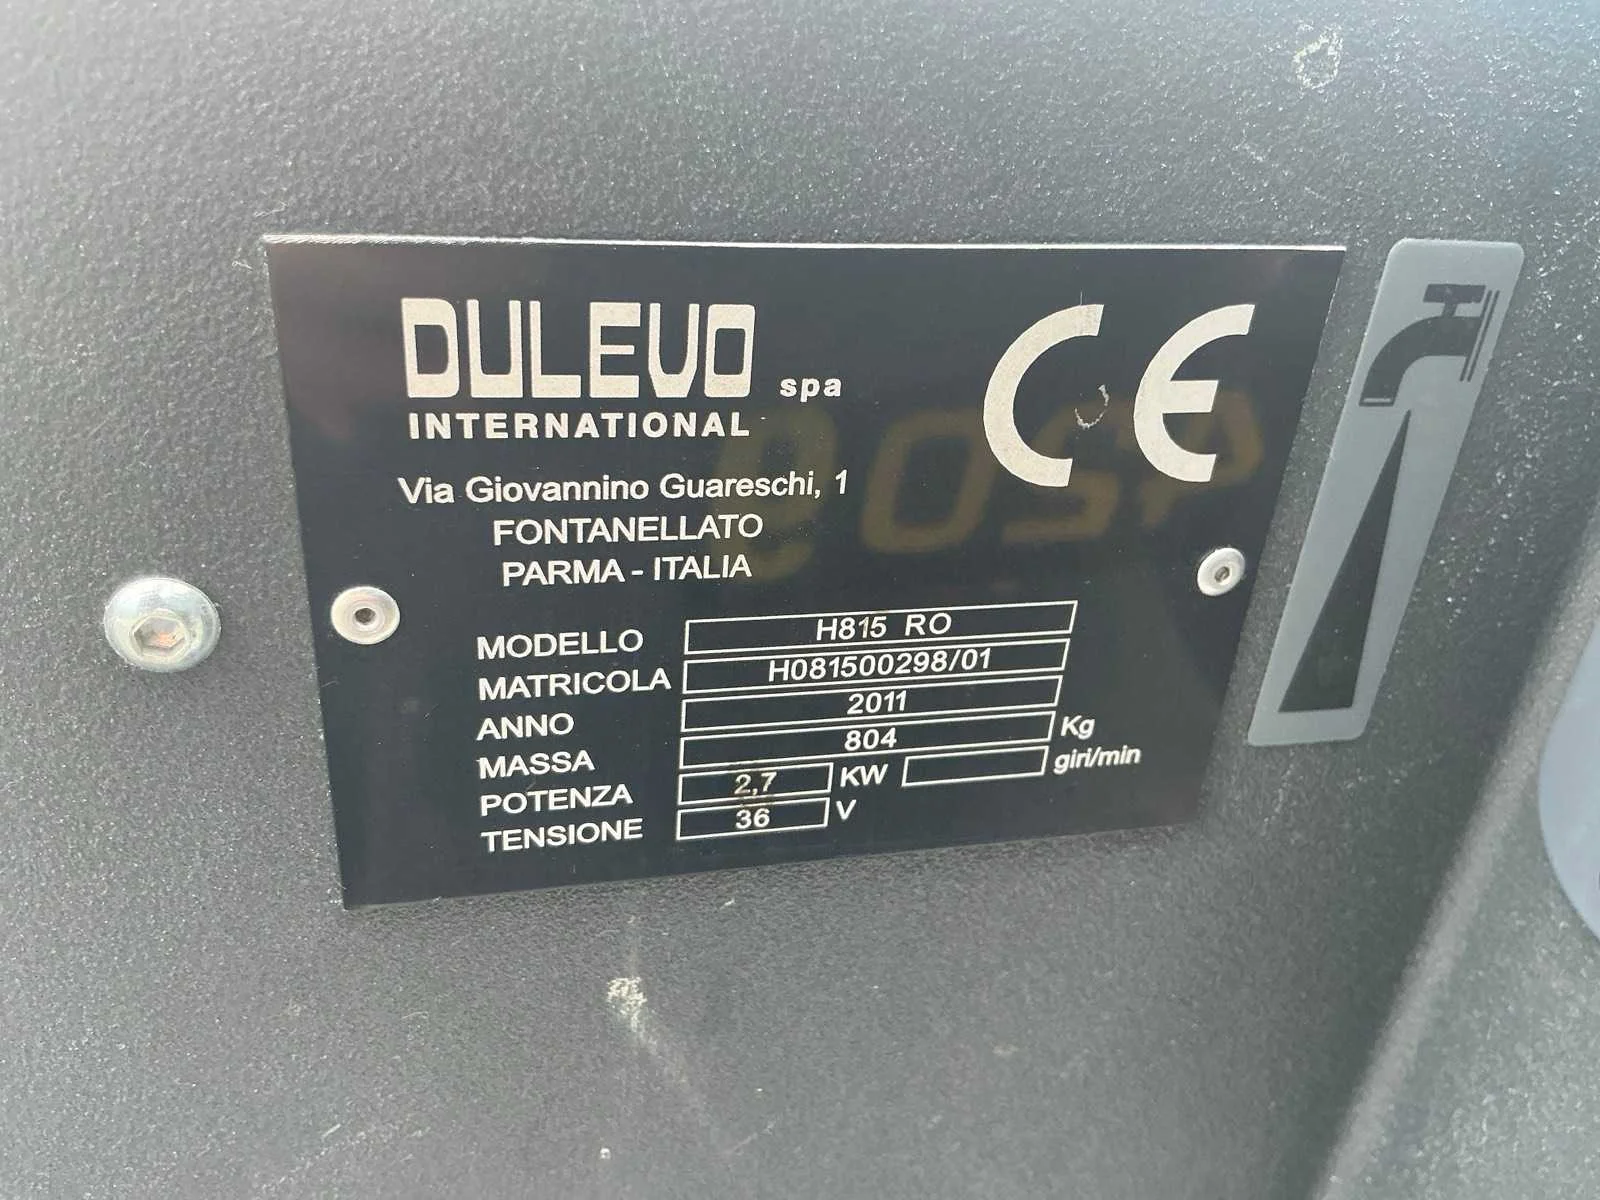 DULEVO spa
INTERNATIONAL
CE
Via Giovannino Guareschi, 1
FONTANELLATO
PARMA - ITALIA
MODELLO H815 RO
MATRICOLA H081500298/01
ANNO 2011
MASSA 804 Kg
POTENZA 2,7 KW giri/min
TENSIONE 36 V